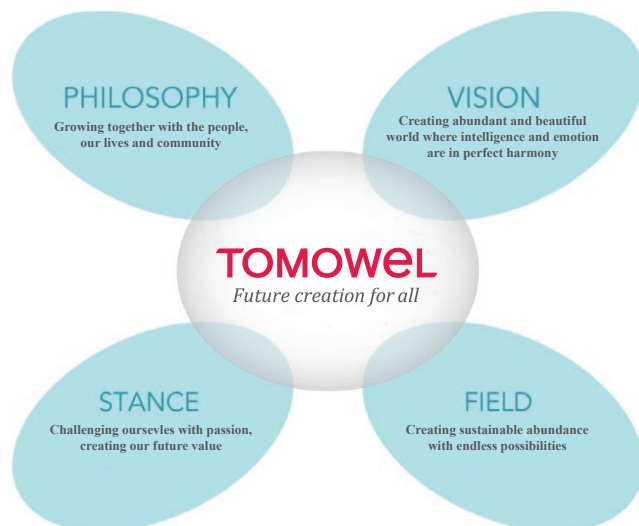 PHILOSOPHY
Growing together with the people,
our lives and community
VISION
Creating abundant and beautiful
world where intelligence and emotion
are in perfect harmony
TOMOWeL
Future creation for all
STANCE
Challenging oursevles with passion,
creating our future value
FIELD
Creating sustainable abundance
with endless possibilities